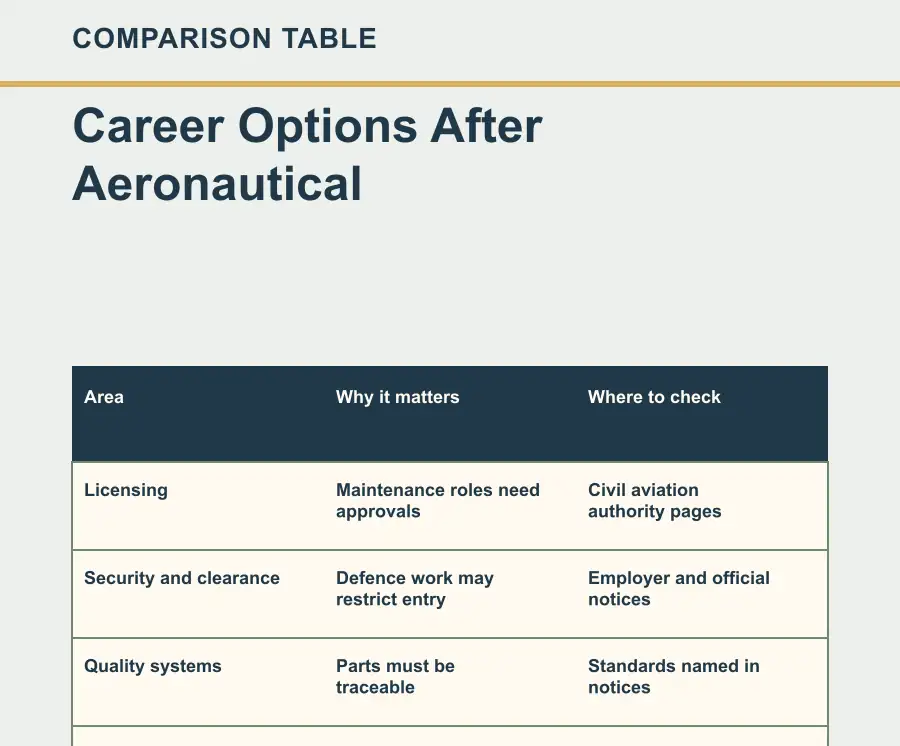 COMPARISON TABLE
Career Options After
Aeronautical
Area
Why it matters
Where to check
Licensing
Maintenance roles need
approvals
Civil aviation
authority pages
Security and clearance
Defence work may
restrict entry
Employer and official
notices
Quality systems
Parts must be
traceable
Standards named in
notices